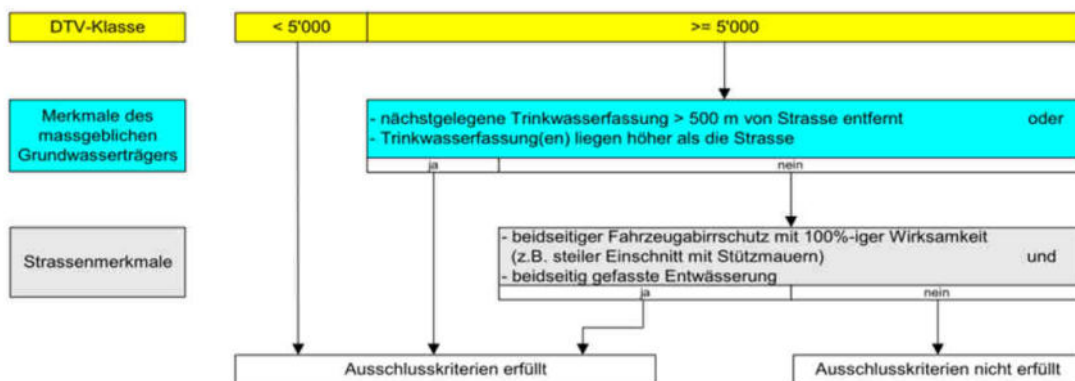 DTV-Klasse
< 5'000
>= 5'000
Merkmale des
massgeblichen
Grundwasserträgers
- nächstgelegene Trinkwasserfassung > 500 m von Strasse entfernt oder
- Trinkwasserfassung(en) liegen höher als die Strasse
ja
nein
Strassenmerkmale
- beidseitiger Fahrzeugabirrschutz mit 100%-iger Wirksamkeit
(z.B. steiler Einschnitt mit Stützmauern) und
- beidseitig gefasste Entwässerung
ja
nein
Ausschlusskriterien erfüllt
Ausschlusskriterien nicht erfüllt